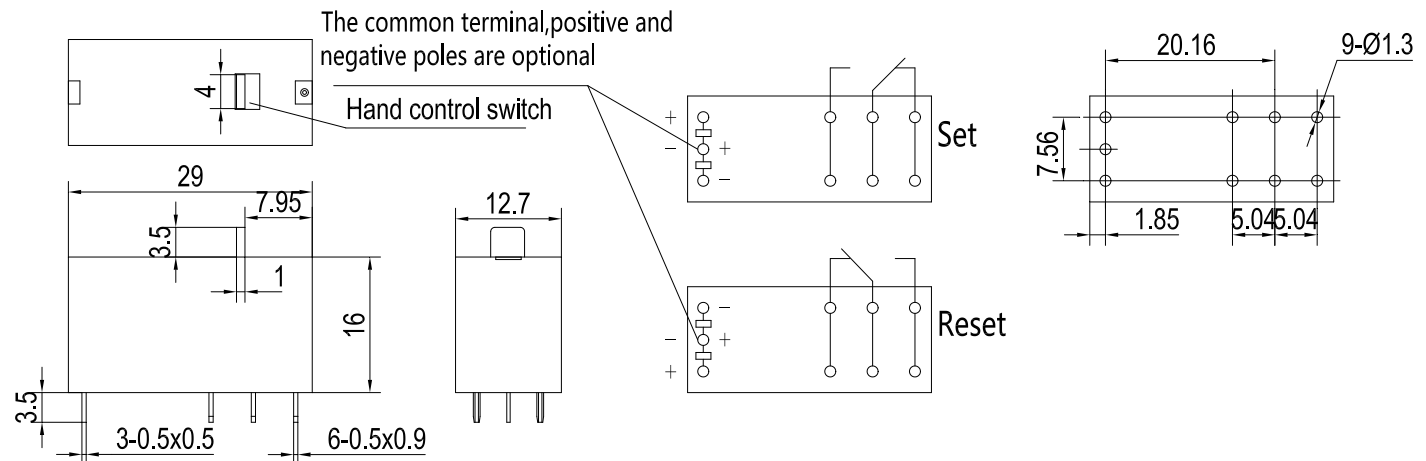 The common terminal,positive and
negative poles are optional
Hand control switch
4
29
7.95
3.5
1
16
3.5
3-0.5x0.5
6-0.5x0.9
12.7
+
−
+
−
Set
−
−
+
+
Reset
20.16
9-Ø1.3
7.56
1.85
5.04
5.04